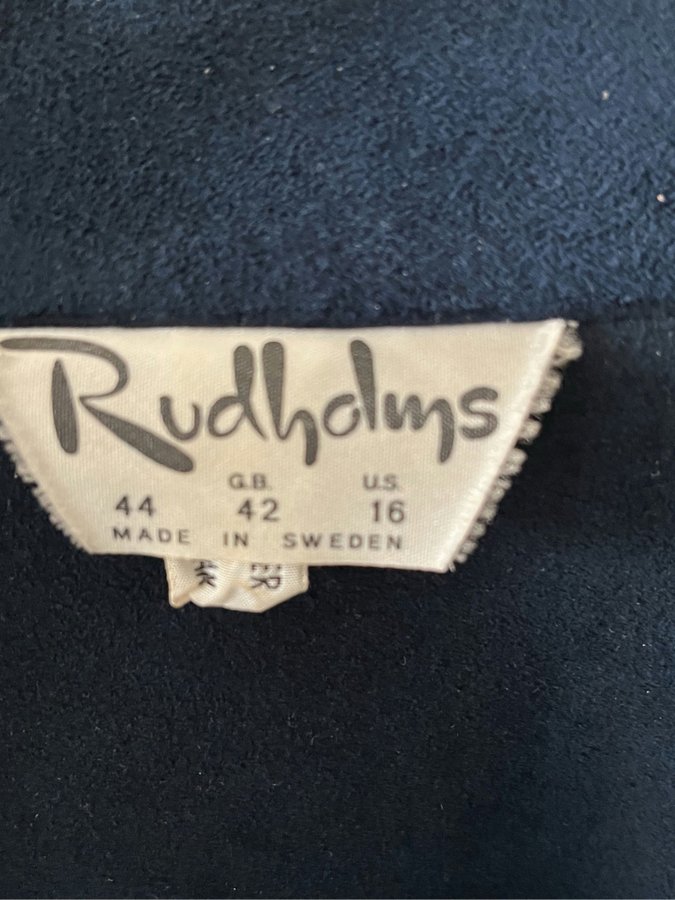 Rudholms
G.B. U.S.
44 42 16
MADE IN SWEDEN